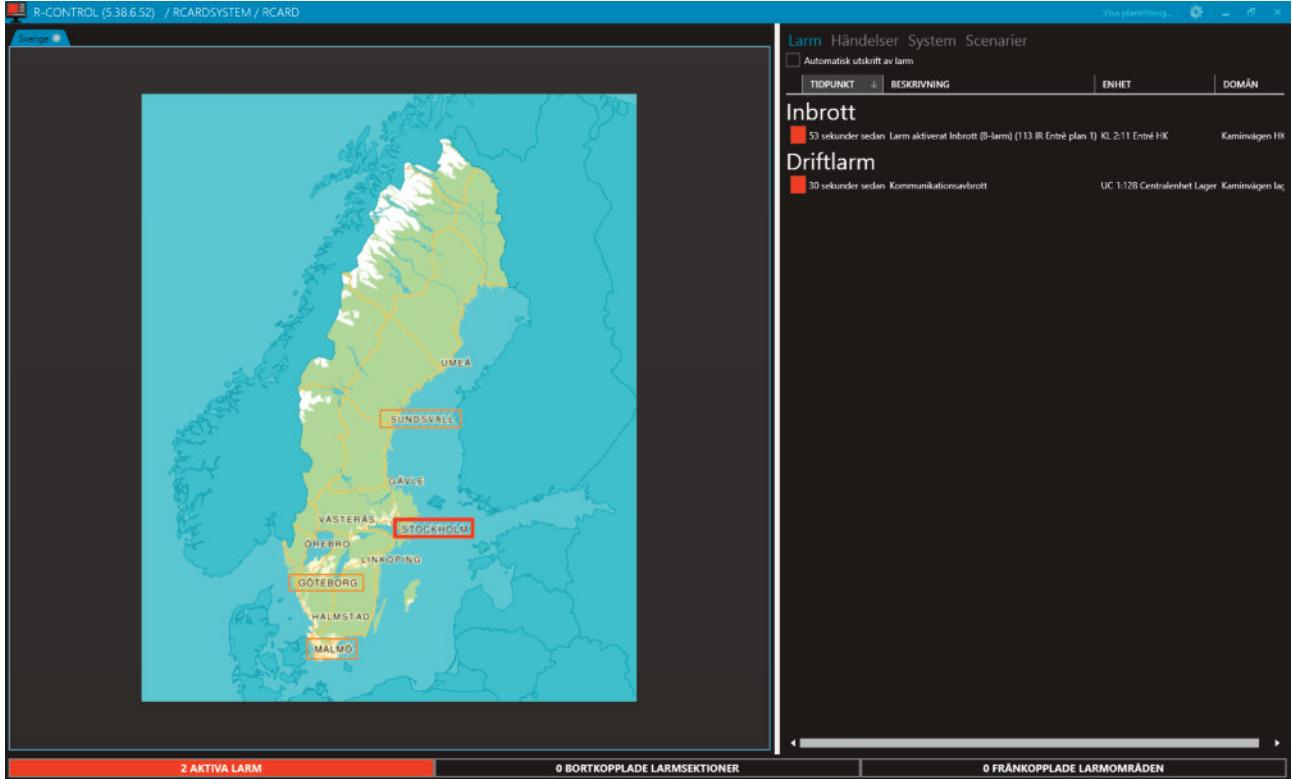 R-CONTROL (5.38.6.52) / RCARDSYSTEM / RCARD
Visa planritning...
Sverige
Larm Händelser System Scenarier
Automatisk utskrift av larm
TIDPUNKT BESKRIVNING ENHET DOMÄN
Inbrott
53 sekunder sedan Larm aktiverat Inbrott (B-larm) (113 IR Entré plan 1) KL 2:11 Entré HK Kaminvägen HK
Driftlarm
30 sekunder sedan Kommunikationsavbrott UC 1:128 Centralenhet Lager Kaminvägen lag
UMEÅ
SUNDSVALL
GÄVLE
VÄSTERÅS
STOCKHOLM
ÖREBRO
LINKÖPING
GÖTEBORG
HALMSTAD
MALMÖ
2 AKTIVA LARM
0 BORTKOPPLADE LARMSEKTIONER
0 FRÅNKOPPLADE LARMOMRÅDEN